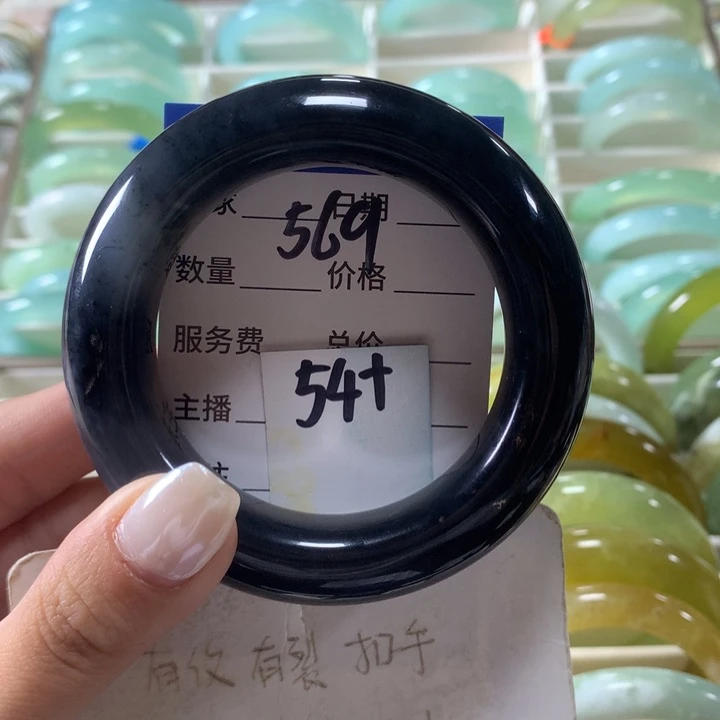 家 日期
569
数量 价格
服务费 总价
54+
主播
有纹 有裂 扣手